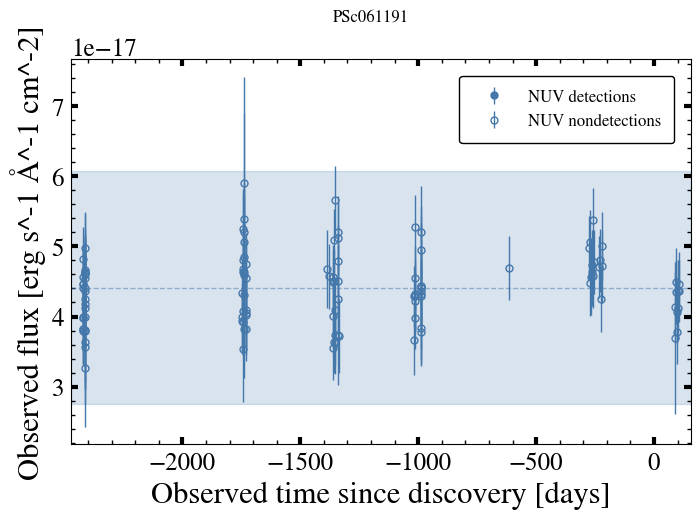 PSc061191
1e−17
NUV detections
NUV nondetections
7
6
5
4
3
Observed flux [erg s^-1 Å^-1 cm^-2]
−2000
−1500
−1000
−500
0
Observed time since discovery [days]